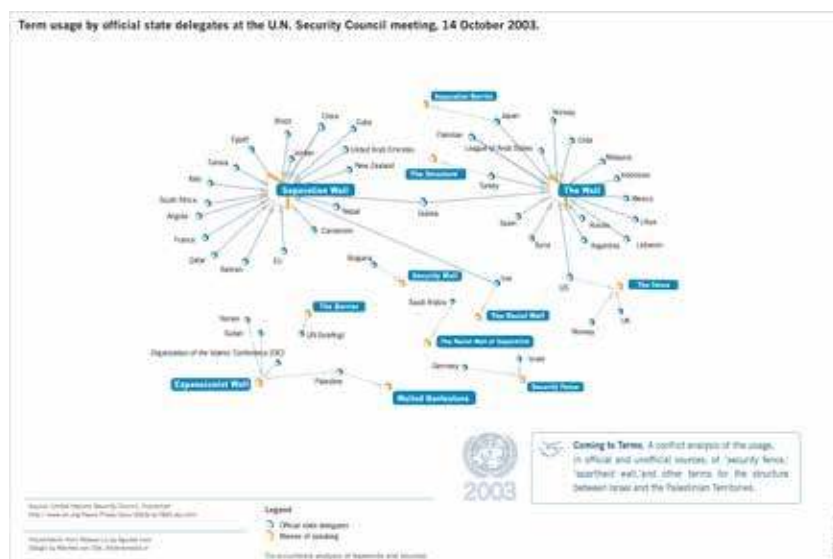 Term usage by official state delegates at the U.N. Security Council meeting, 14 October 2003.
Separation Barrier
Norway
China
Japan
Brazil
Cuba
Chile
Egypt
Pakistan
Jordan
United Arab Emirates
League of Arab States
Malaysia
Tunisia
New Zealand
The Structure
Indonesia
Turkey
Separation Wall
The Wall
Mexico
South Africa
Nepal
Angola
Spain
Russia
Libya
Cameroon
France
Syria
Argentina
Lebanon
Qatar
Bahrain
EU
Bulgaria
Security Wall
Iran
US
The Fence
Saudi Arabia
The Barrier
The Racist Wall
Yemen
Sudan
UN (briefing)
Norway
UK
The Racist Wall of Separation
Organization of the Islamic Conference (OIC)
Israel
Germany
Expansionist Wall
Palestine
Security Fence
Walled Bantustans
Coming to Terms. A conflict analysis of the usage,
in official and unofficial sources, of 'security fence,'
'apartheid wall,' and other terms for the structure
between Israel and the Palestinian Territories.
2003
Legend
Official state delegates
Manner of speaking